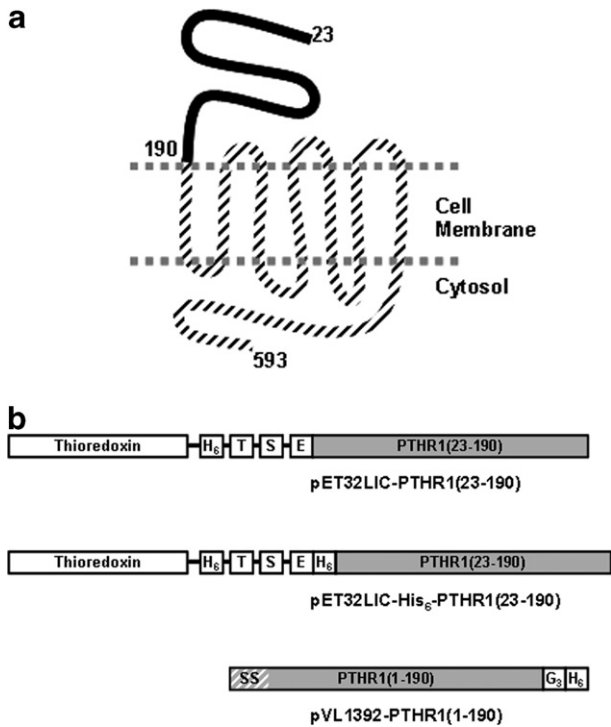 a
23
190
Cell
Membrane
Cytosol
593
b
Thioredoxin H₆ T S E PTHR1(23-190)
pET32LIC-PTHR1(23-190)
Thioredoxin H₆ T S E H₆ PTHR1(23-190)
pET32LIC-His₆-PTHR1(23-190)
SS PTHR1(1-190) G₃ H₆
pVL1392-PTHR1(1-190)